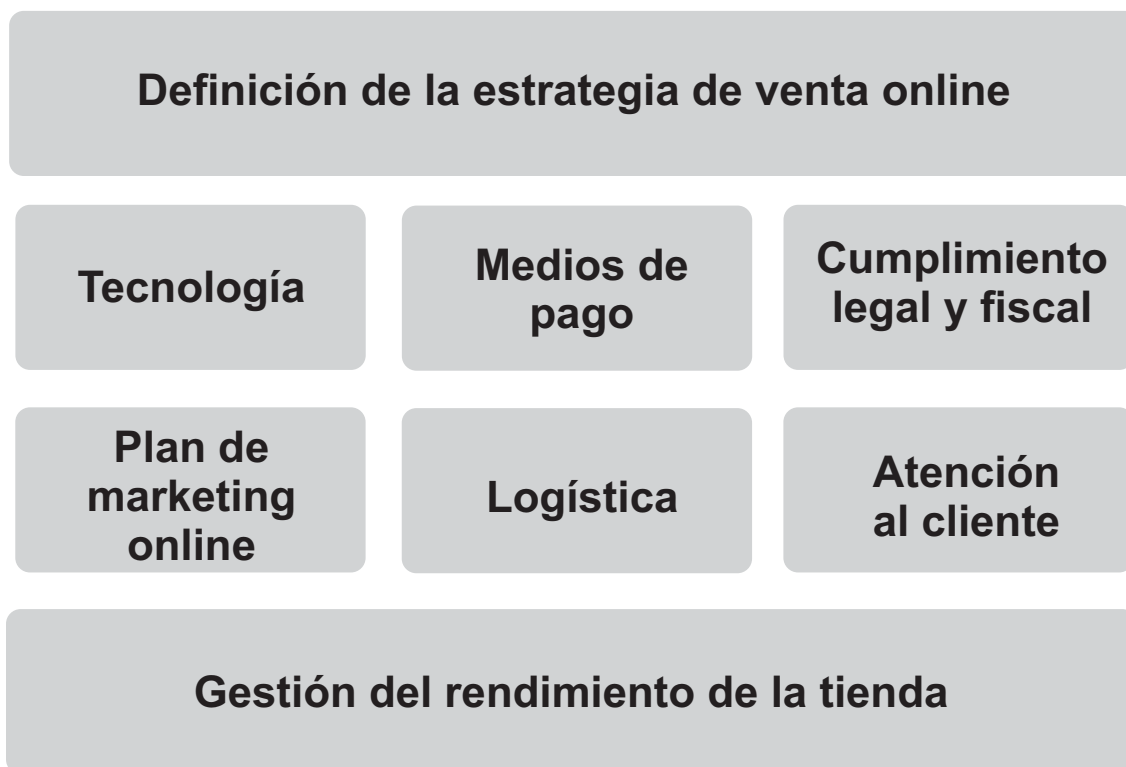 Definición de la estrategia de venta online
Tecnología
Medios de
pago
Cumplimiento
legal y fiscal
Plan de
marketing
online
Logística
Atención
al cliente
Gestión del rendimiento de la tienda